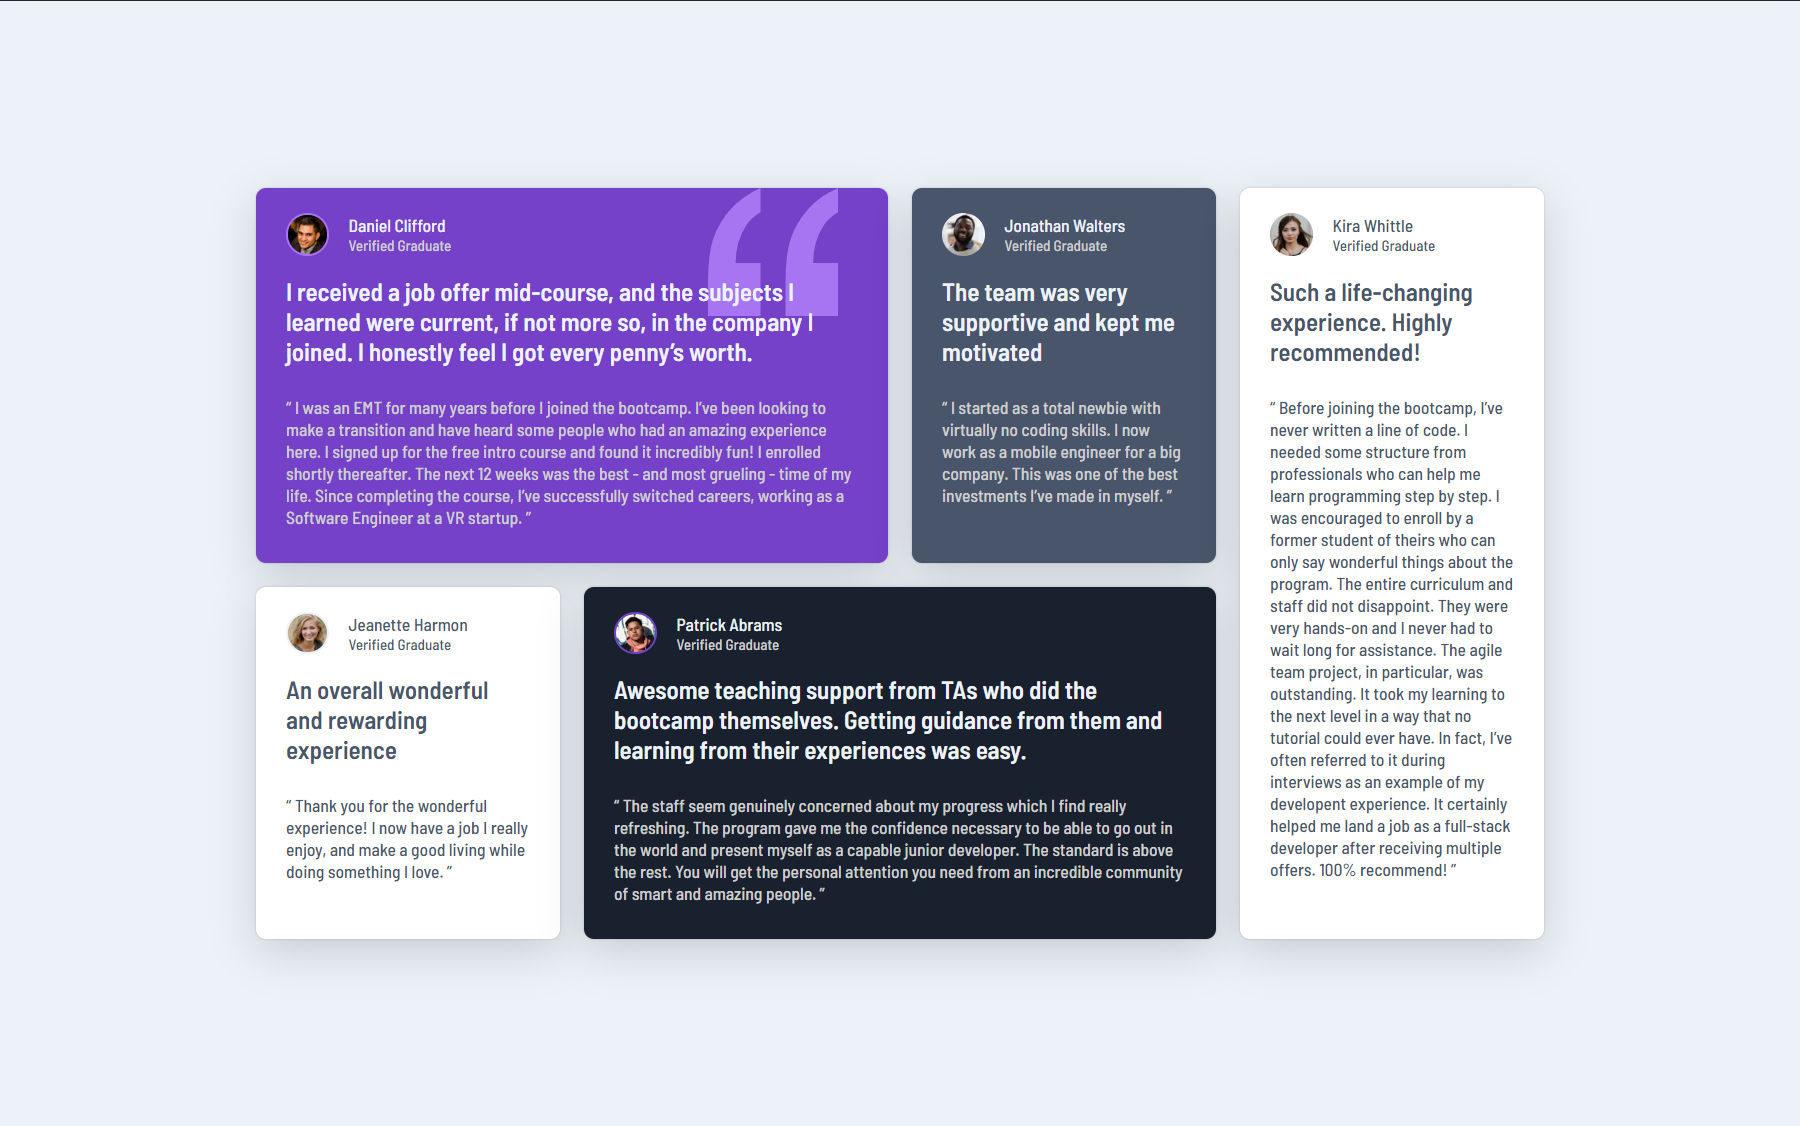 Daniel Clifford
Verified Graduate
I received a job offer mid-course, and the subjects I
learned were current, if not more so, in the company I
joined. I honestly feel I got every penny’s worth.
“ I was an EMT for many years before I joined the bootcamp. I’ve been looking to
make a transition and have heard some people who had an amazing experience
here. I signed up for the free intro course and found it incredibly fun! I enrolled
shortly thereafter. The next 12 weeks was the best - and most grueling - time of my
life. Since completing the course, I’ve successfully switched careers, working as a
Software Engineer at a VR startup. ”
Jonathan Walters
Verified Graduate
The team was very
supportive and kept me
motivated
“ I started as a total newbie with
virtually no coding skills. I now
work as a mobile engineer for a big
company. This was one of the best
investments I’ve made in myself. ”
Kira Whittle
Verified Graduate
Such a life-changing
experience. Highly
recommended!
“ Before joining the bootcamp, I’ve
never written a line of code. I
needed some structure from
professionals who can help me
learn programming step by step. I
was encouraged to enroll by a
former student of theirs who can
only say wonderful things about the
program. The entire curriculum and
staff did not disappoint. They were
very hands-on and I never had to
wait long for assistance. The agile
team project, in particular, was
outstanding. It took my learning to
the next level in a way that no
tutorial could ever have. In fact, I’ve
often referred to it during
interviews as an example of my
developent experience. It certainly
helped me land a job as a full-stack
developer after receiving multiple
offers. 100% recommend! ”
Jeanette Harmon
Verified Graduate
An overall wonderful
and rewarding
experience
“ Thank you for the wonderful
experience! I now have a job I really
enjoy, and make a good living while
doing something I love. ”
Patrick Abrams
Verified Graduate
Awesome teaching support from TAs who did the
bootcamp themselves. Getting guidance from them and
learning from their experiences was easy.
“ The staff seem genuinely concerned about my progress which I find really
refreshing. The program gave me the confidence necessary to be able to go out in
the world and present myself as a capable junior developer. The standard is above
the rest. You will get the personal attention you need from an incredible community
of smart and amazing people. ”